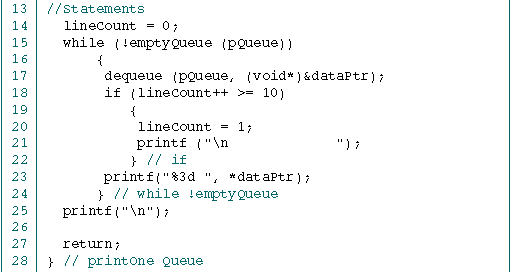 13 //Statements
14 lineCount = 0;
15 while (!emptyQueue (pQueue))
16 {
17 dequeue (pQueue, (void*)&dataPtr);
18 if (lineCount++ >= 10)
19 {
20 lineCount = 1;
21 printf ("\n ");
22 } // if
23 printf("%3d ", *dataPtr);
24 } // while !emptyQueue
25 printf("\n");
26
27 return;
28 } // printOne Queue